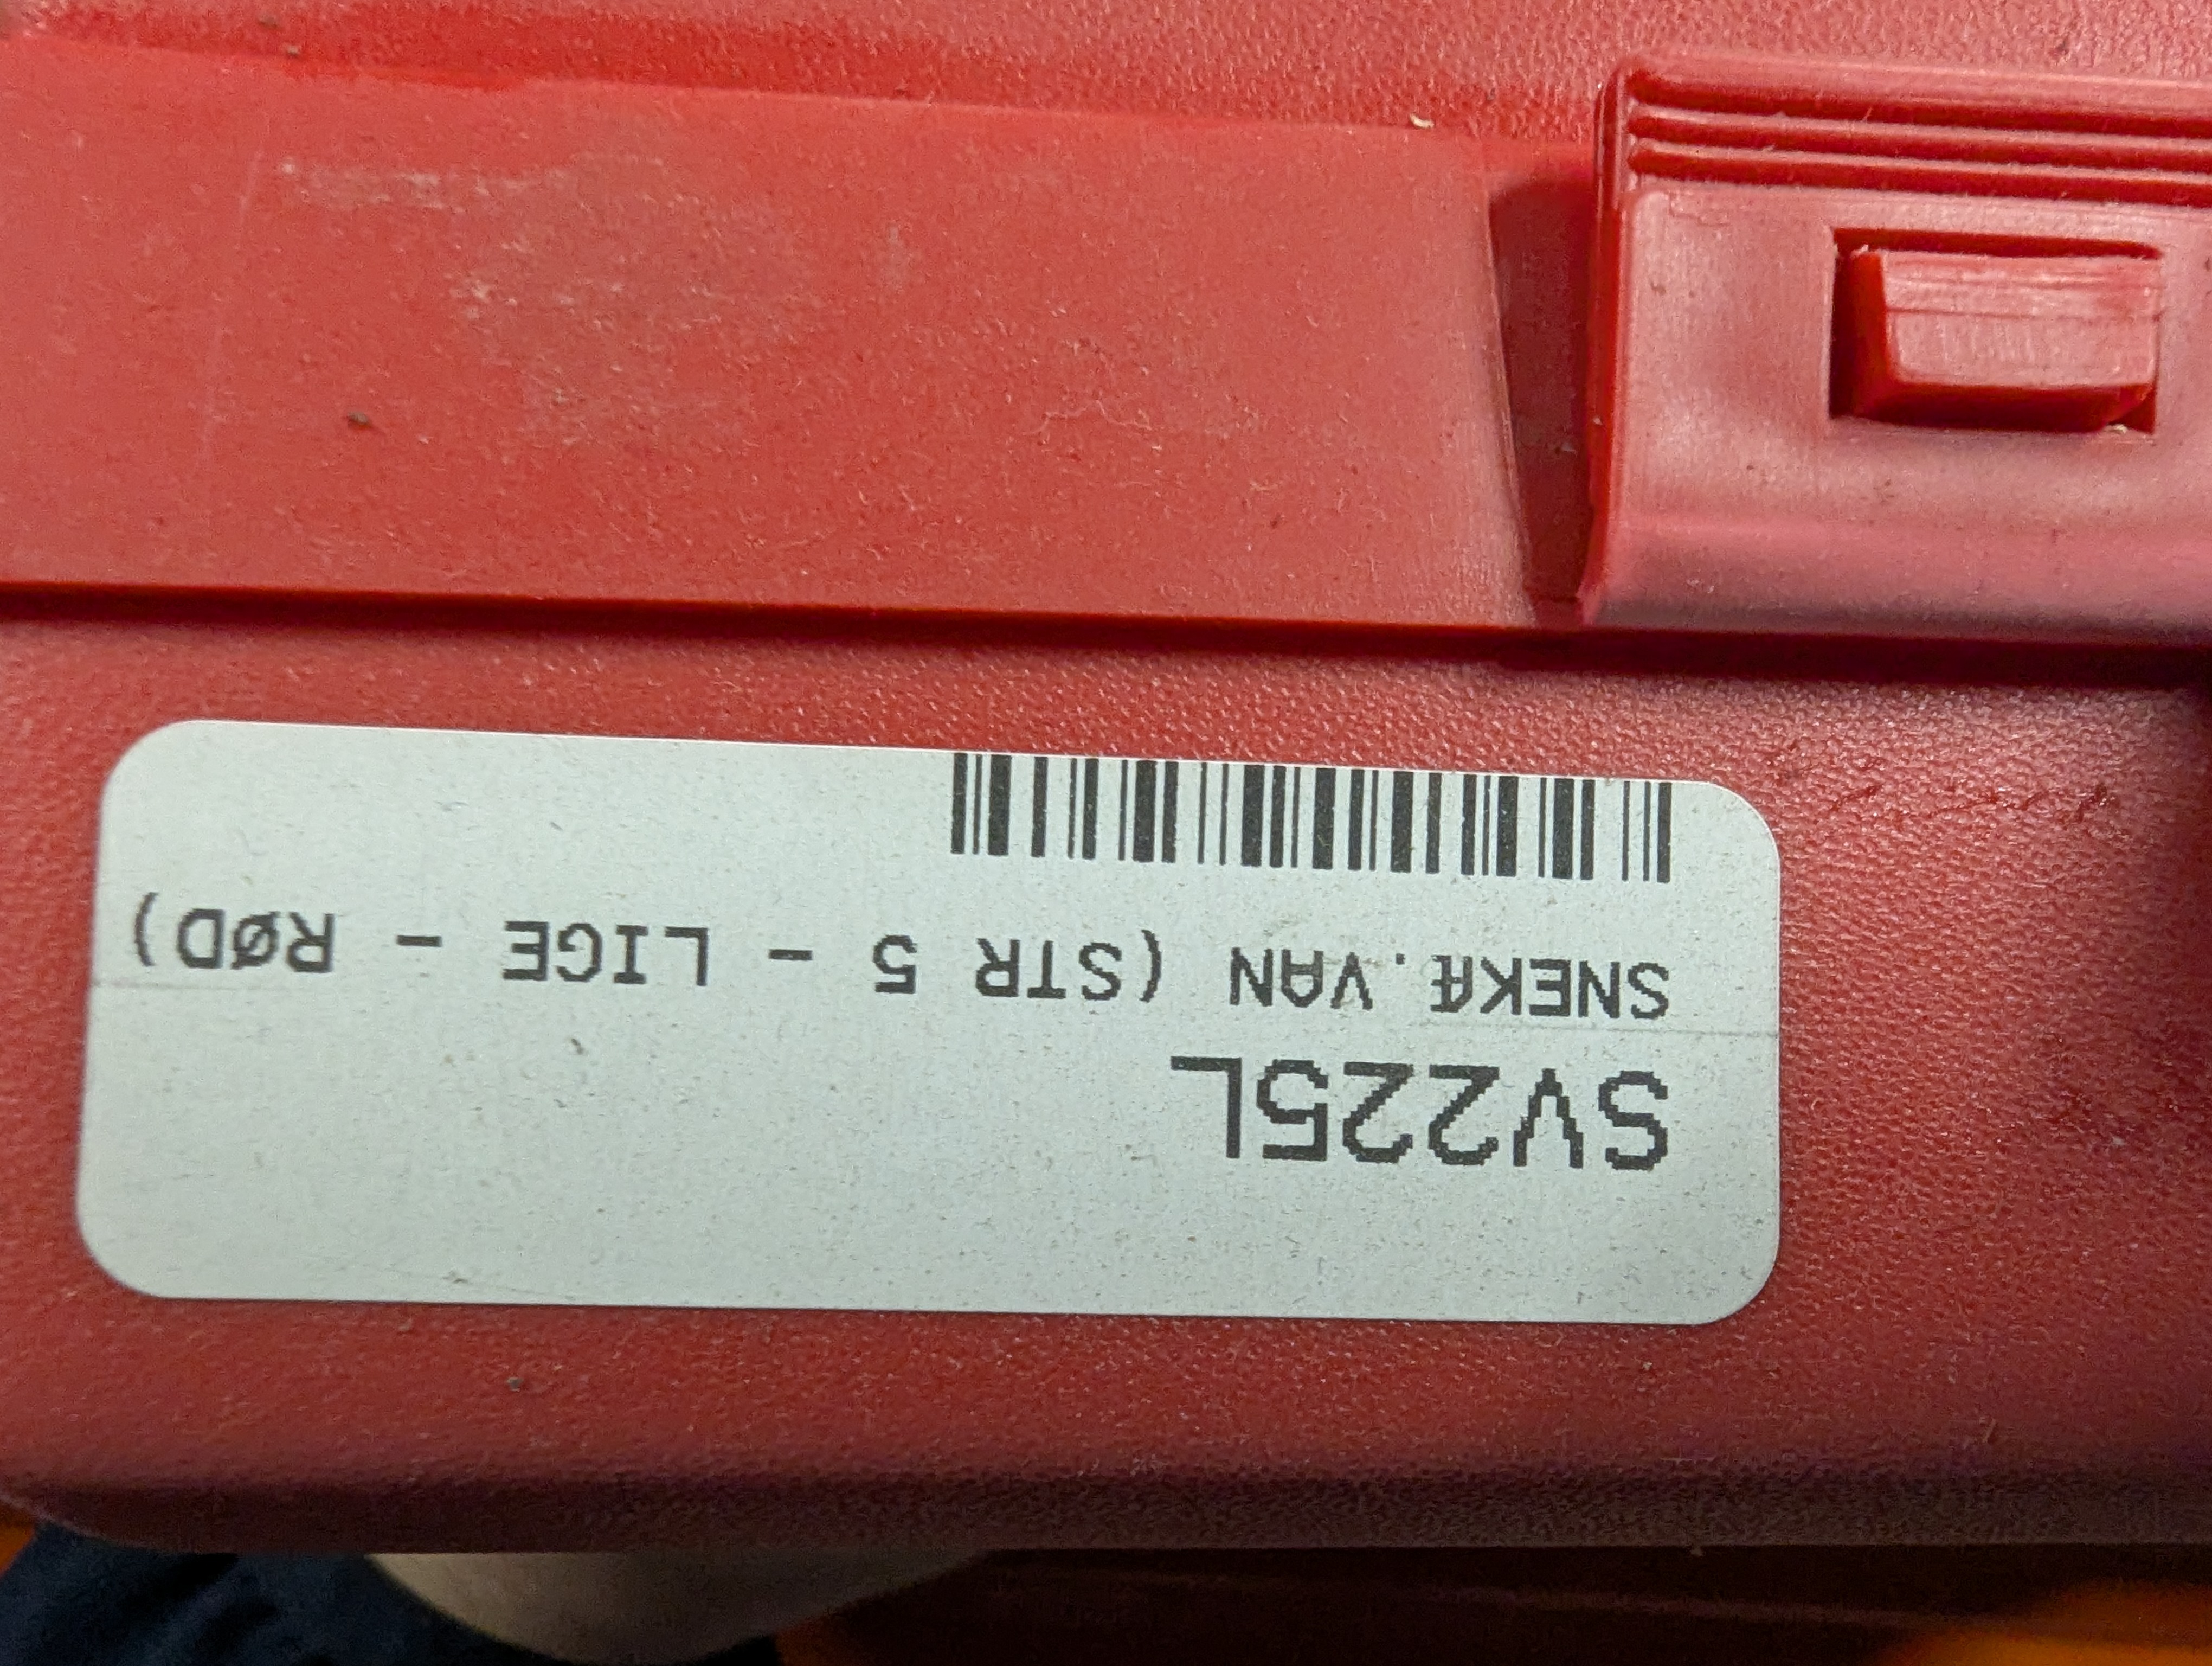 SV225L
SNEKÆ.VAN (STR 5 - LIGE - RØD)